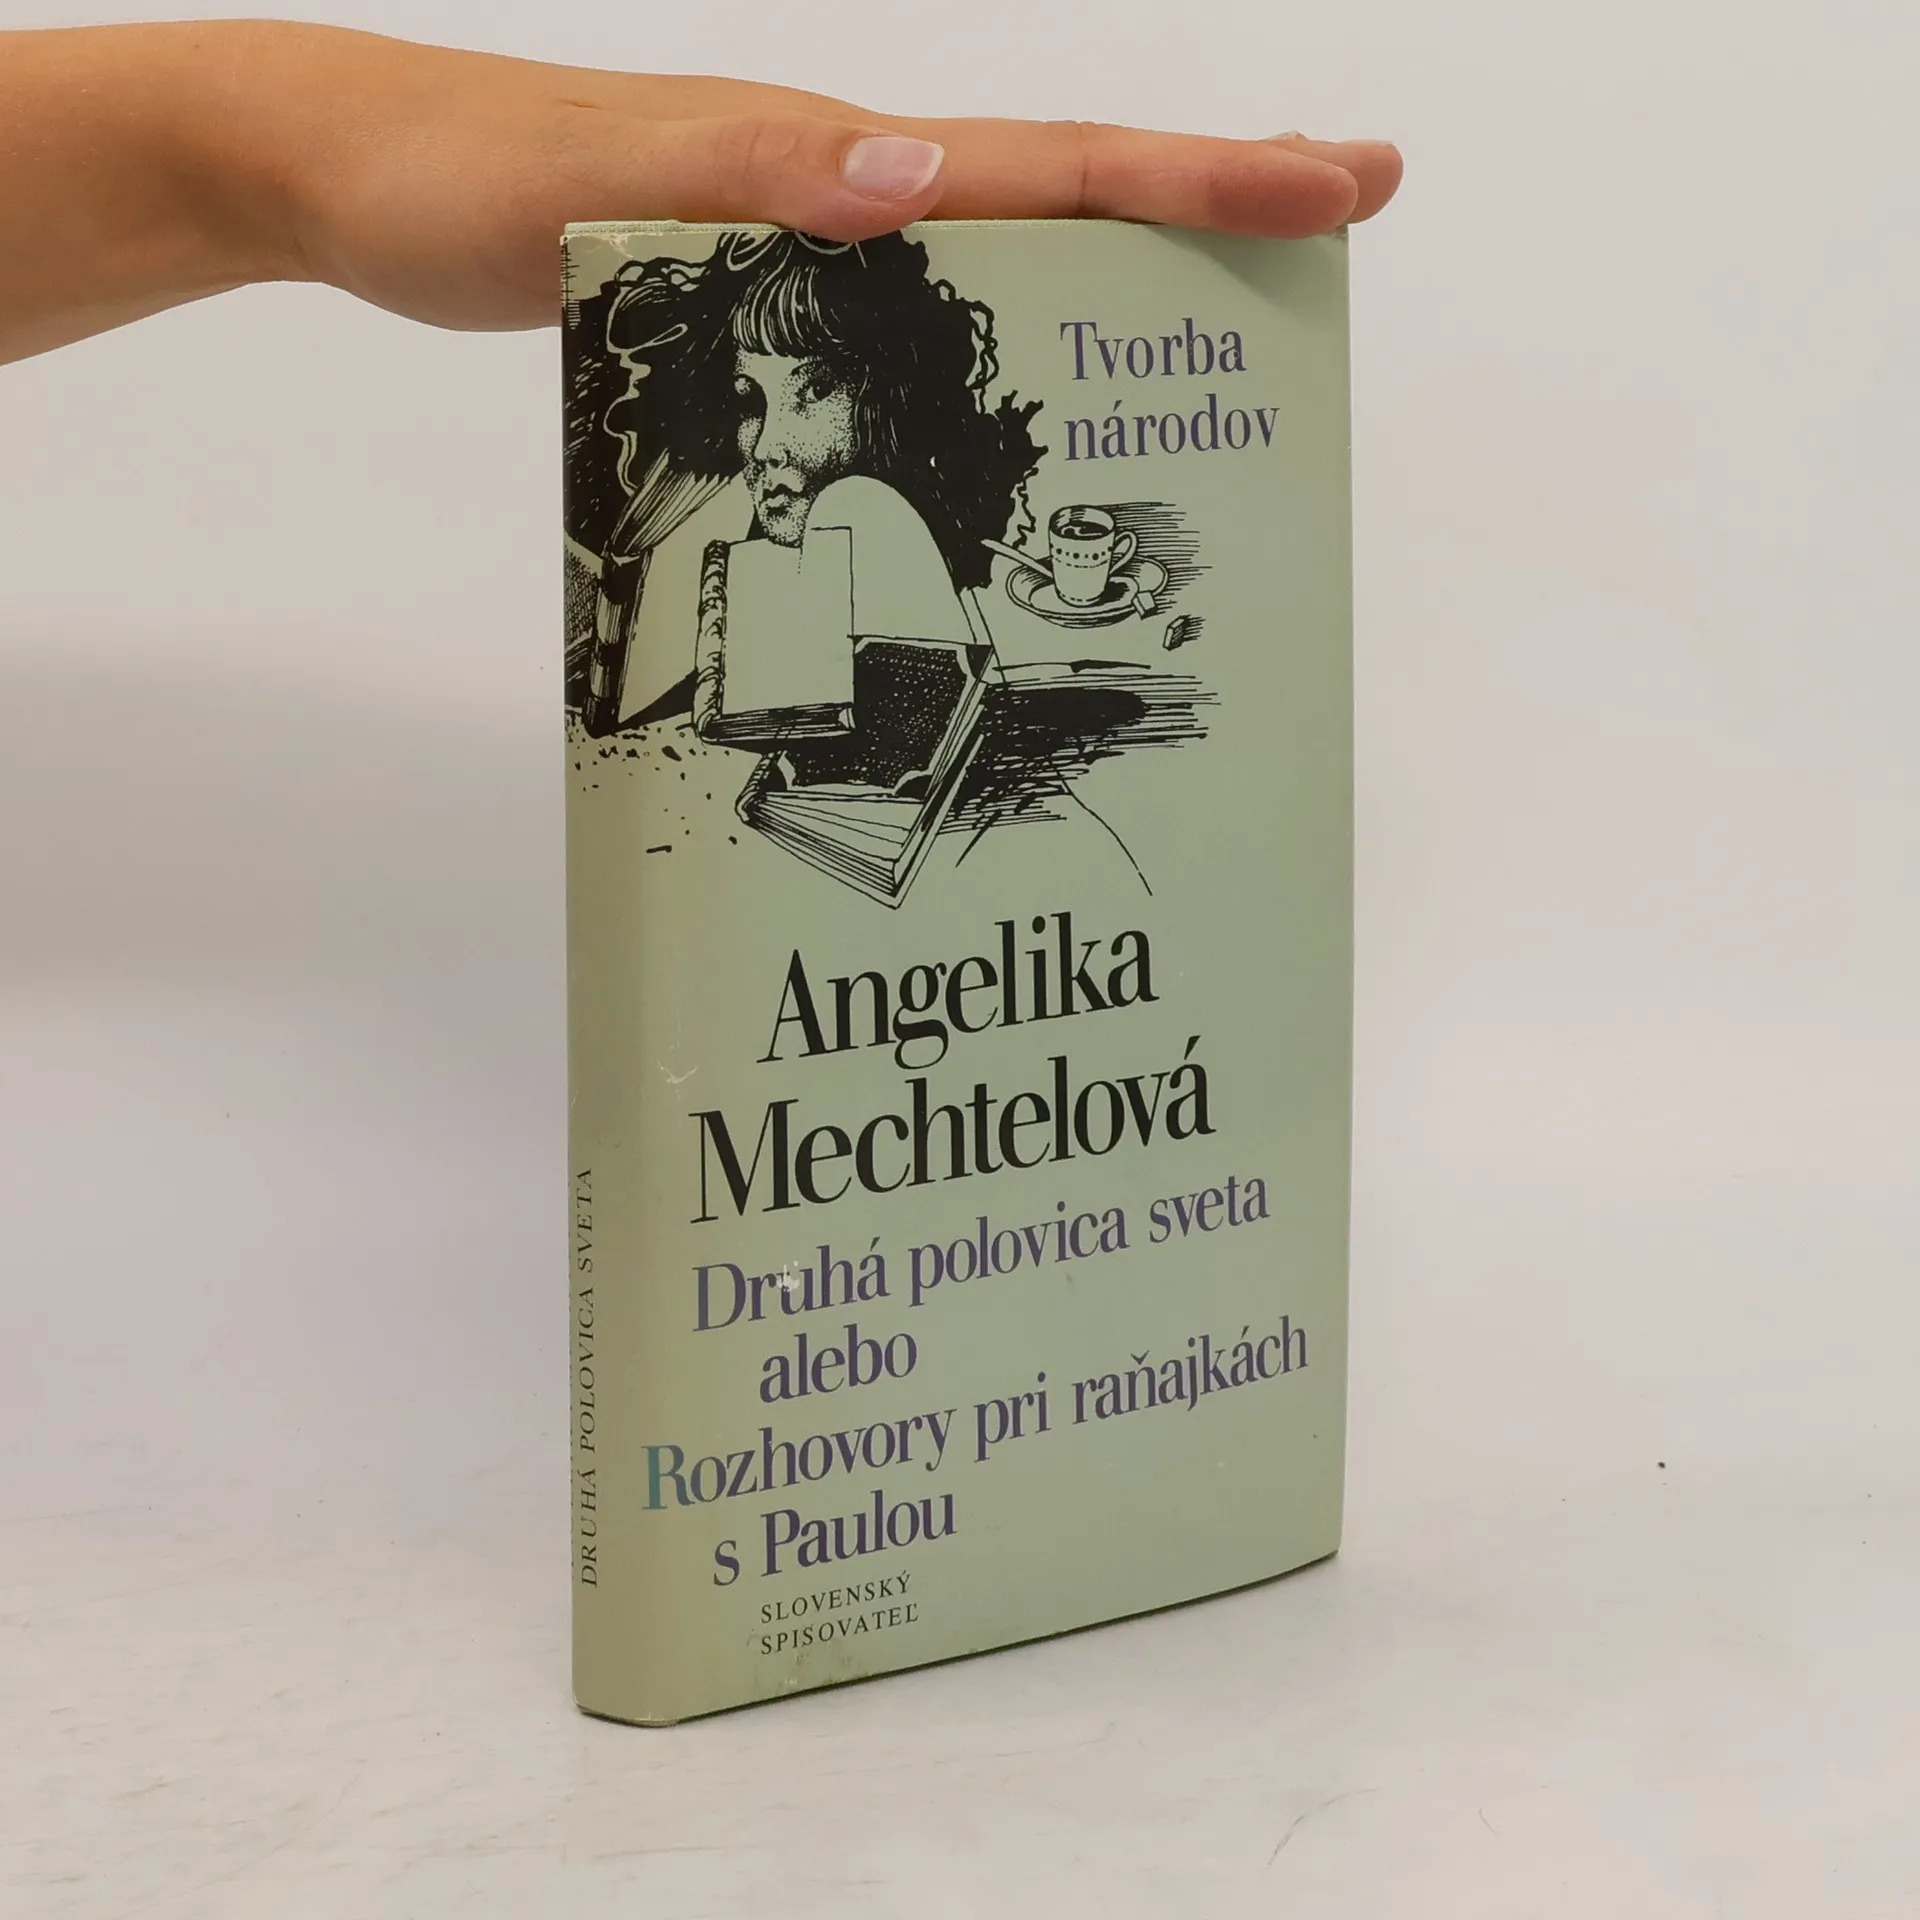 Tvorba
národov
Angelika
Mechtelová
Druhá polovica sveta
alebo
Rozhovory pri raňajkách
s Paulou
SLOVENSKÝ
SPISOVATEĽ
DRUHÁ POLOVICA SVETA